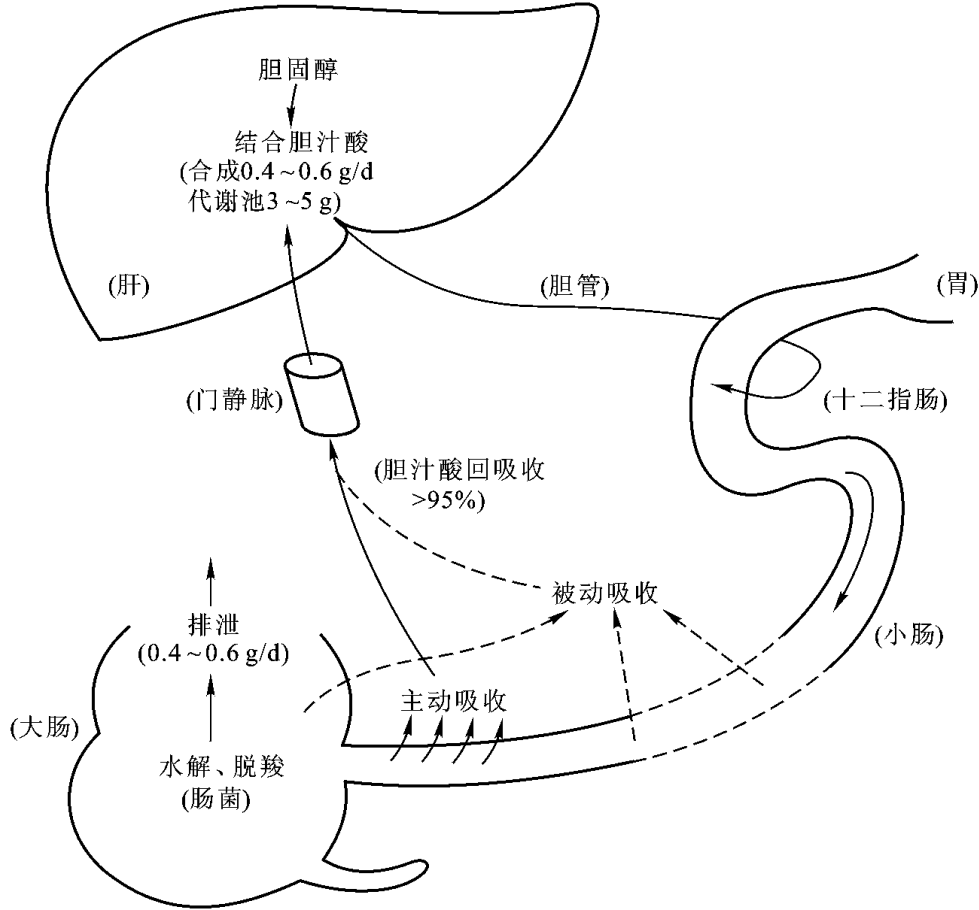 胆固醇
结合胆汁酸
(合成0.4~0.6 g/d
代谢池3~5 g)
(肝)
(胆管)
(胃)
(门静脉)
(十二指肠)
(胆汁酸回吸收
>95%)
被动吸收
排泄
(0.4~0.6 g/d)
(小肠)
主动吸收
(大肠)
水解、脱羧
(肠菌)